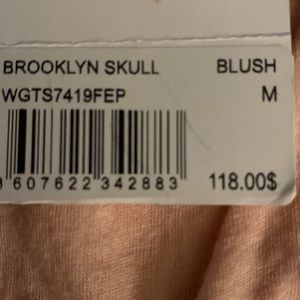 BROOKLYN SKULL BLUSH
WGTS7419FEP M
607622 342883 118.00$